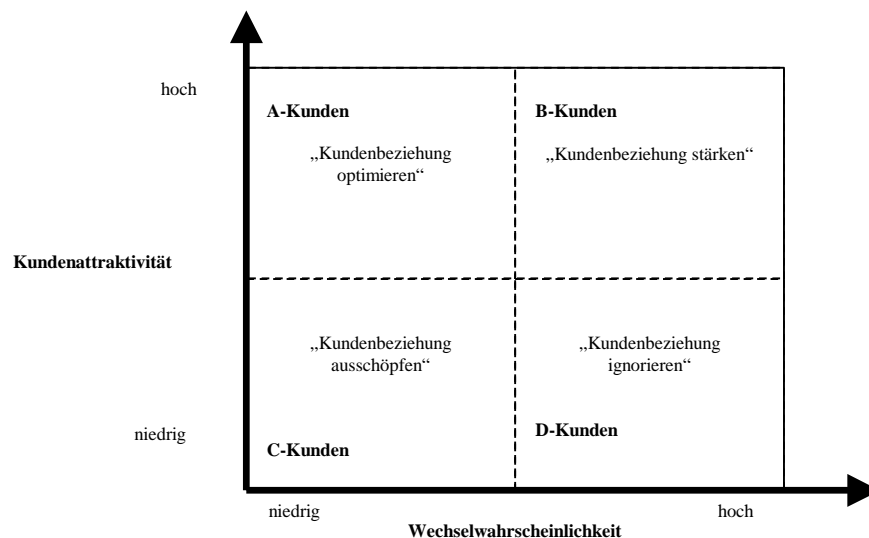 hoch
A-Kunden
B-Kunden
„Kundenbeziehung
optimieren“
„Kundenbeziehung stärken“
Kundenattraktivität
„Kundenbeziehung
ausschöpfen“
„Kundenbeziehung
ignorieren“
niedrig
C-Kunden
D-Kunden
niedrig
hoch
Wechselwahrscheinlichkeit